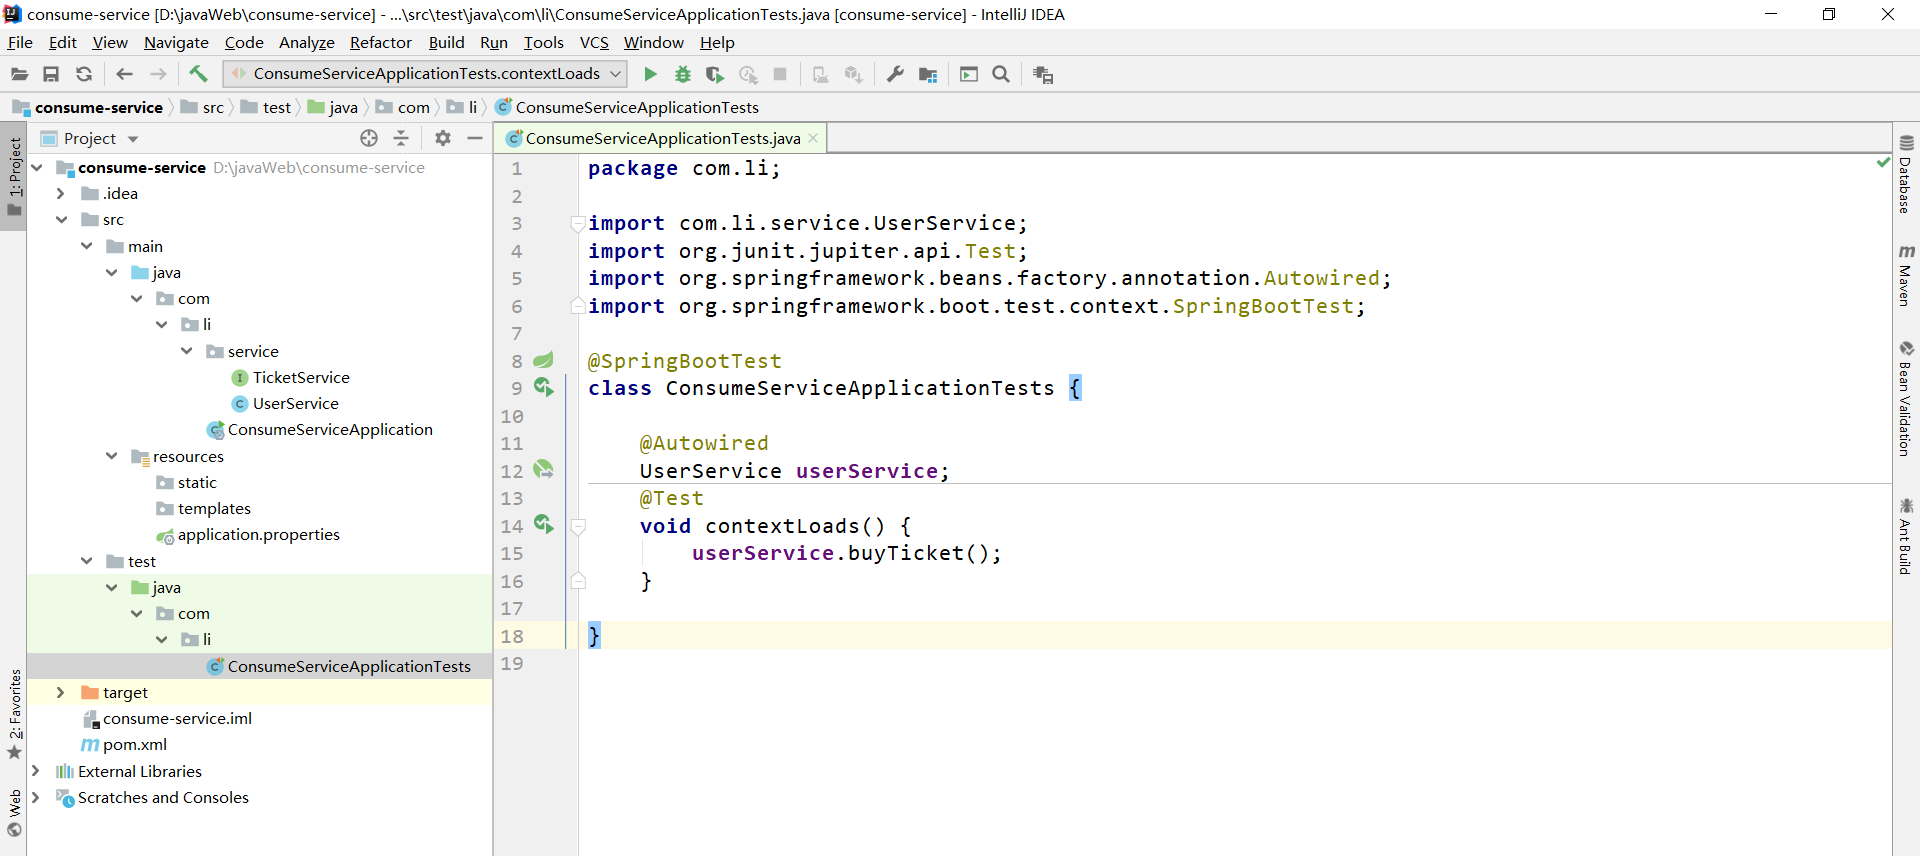 consume-service [D:\javaWeb\consume-service] - ...\src\test\java\com\li\ConsumeServiceApplicationTests.java [consume-service] - IntelliJ IDEA
File Edit View Navigate Code Analyze Refactor Build Run Tools VCS Window Help
ConsumeServiceApplicationTests.contextLoads
consume-service src test java com li ConsumeServiceApplicationTests
1: Project
2: Favorites
Web
Project
consume-service D:\javaWeb\consume-service
.idea
src
main
java
com
li
service
TicketService
UserService
ConsumeServiceApplication
resources
static
templates
application.properties
test
java
com
li
ConsumeServiceApplicationTests
target
consume-service.iml
pom.xml
External Libraries
Scratches and Consoles
ConsumeServiceApplicationTests.java
1 package com.li;
2
3 import com.li.service.UserService;
4 import org.junit.jupiter.api.Test;
5 import org.springframework.beans.factory.annotation.Autowired;
6 import org.springframework.boot.test.context.SpringBootTest;
7
8 @SpringBootTest
9 class ConsumeServiceApplicationTests {
10
11 @Autowired
12 UserService userService;
13 @Test
14 void contextLoads() {
15 userService.buyTicket();
16 }
17
18 }
19
Database
Maven
Bean Validation
Ant Build